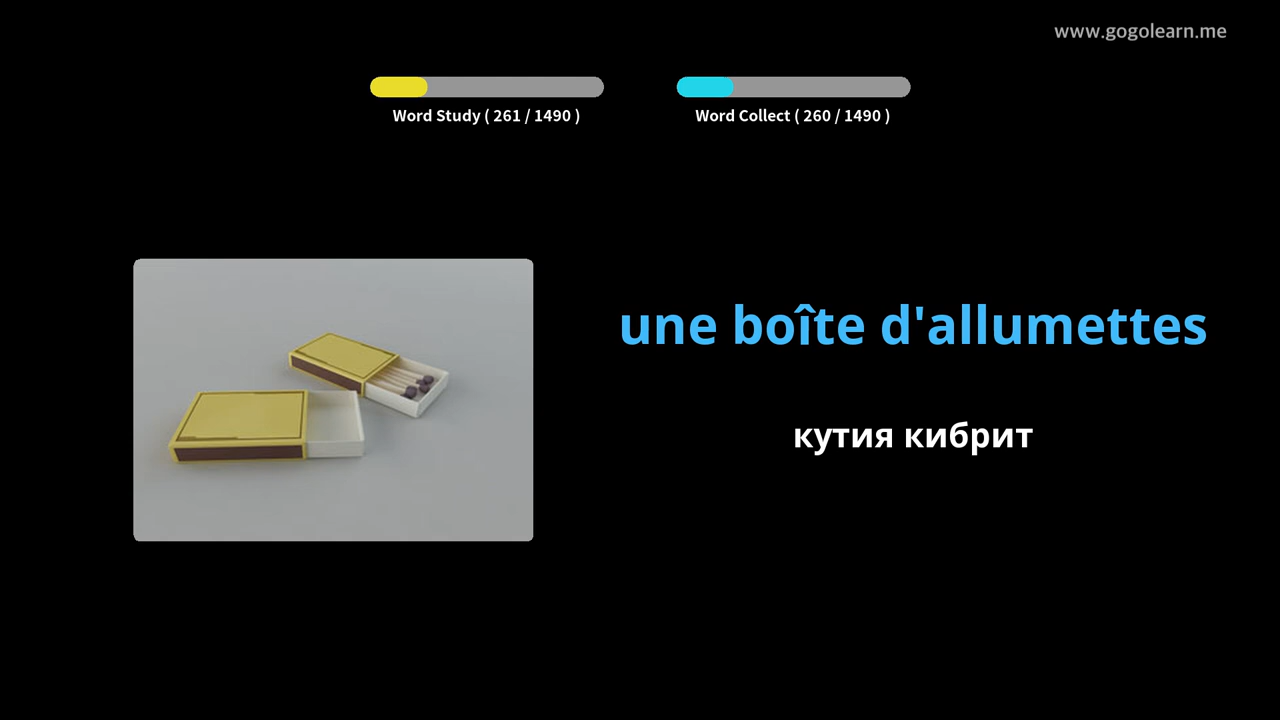 www.gogolearn.me
Word Study ( 261 / 1490 )
Word Collect ( 260 / 1490 )
une boîte d'allumettes
кутия кибрит